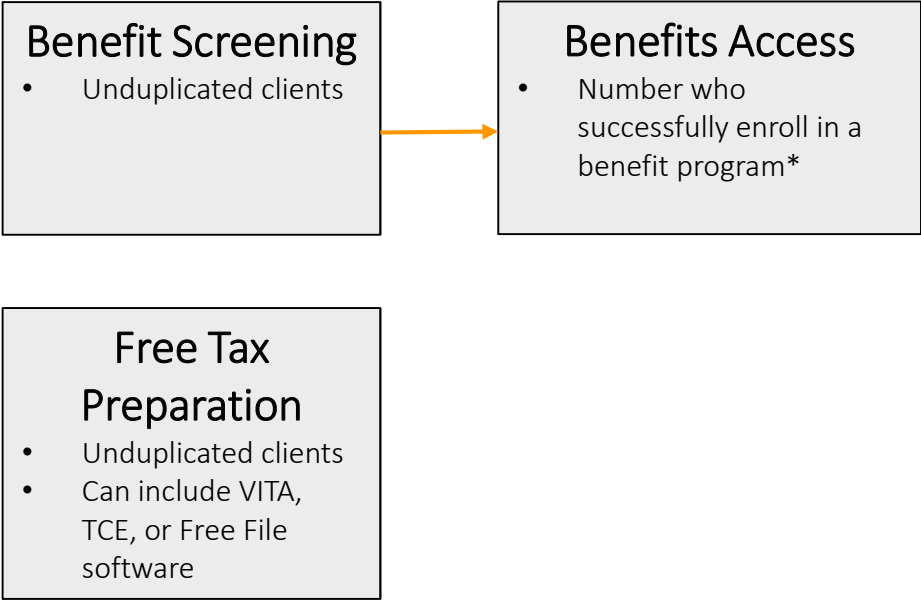 Benefit Screening
• Unduplicated clients
Benefits Access
• Number who
successfully enroll in a
benefit program*
Free Tax
Preparation
• Unduplicated clients
• Can include VITA,
TCE, or Free File
software